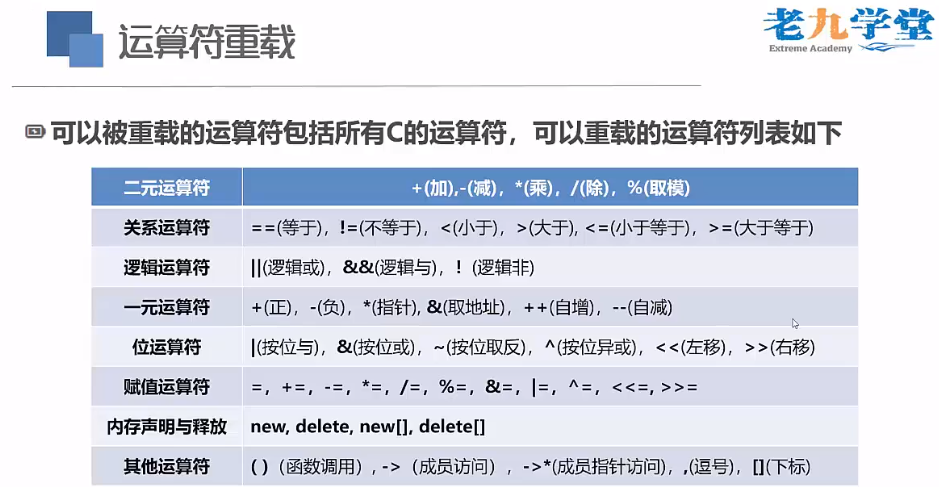 运算符重载
老九学堂
Extreme Academy
可以被重载的运算符包括所有C的运算符，可以重载的运算符列表如下
二元运算符 +(加),-(减)，*(乘)，/(除)，%(取模)
关系运算符 ==(等于)，!=(不等于)，<(小于)，>(大于), <=(小于等于)，>=(大于等于)
逻辑运算符 ||(逻辑或)，&&(逻辑与)，! (逻辑非)
一元运算符 +(正)，-(负)，*(指针), &(取地址)，++(自增)，--(自减)
位运算符 |(按位与)，&(按位或)，~(按位取反)，^(按位异或)，<<(左移)，>>(右移)
赋值运算符 =，+=，-=，*=，/=，%=，&=，|=，^=，<<=, >>=
内存声明与释放 new, delete, new[], delete[]
其他运算符 ( )（函数调用）, ->（成员访问），->*(成员指针访问)，,(逗号)，[](下标)